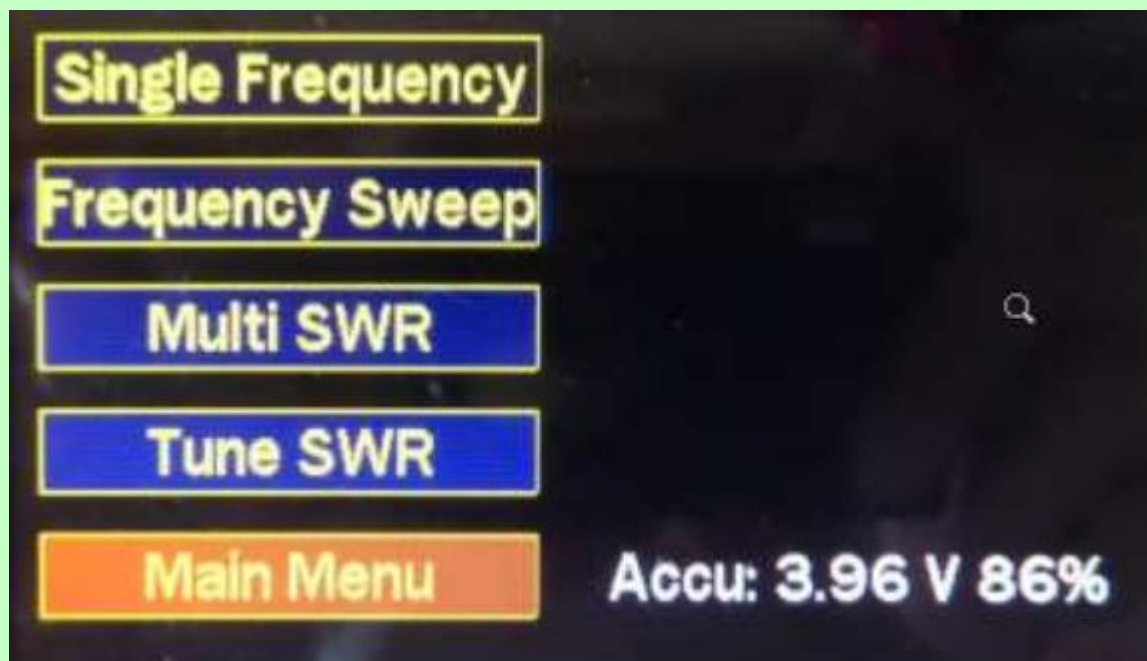 Single Frequency
Frequency Sweep
Multi SWR
Tune SWR
Main Menu
Accu: 3.96 V 86%